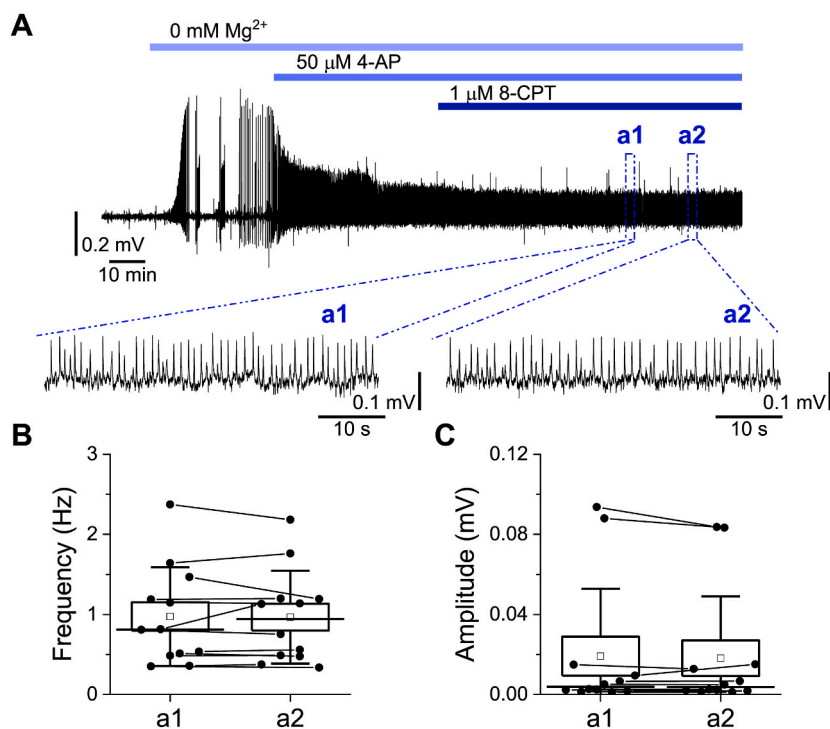 A
0 mM Mg²⁺
50 μM 4-AP
1 μM 8-CPT
a1 a2
0.2 mV
10 min
a1 a2
0.1 mV 0.1 mV
10 s 10 s
B C
3 0.12
2 0.08
1 0.04
0 0.00
Frequency (Hz) Amplitude (mV)
a1 a2 a1 a2